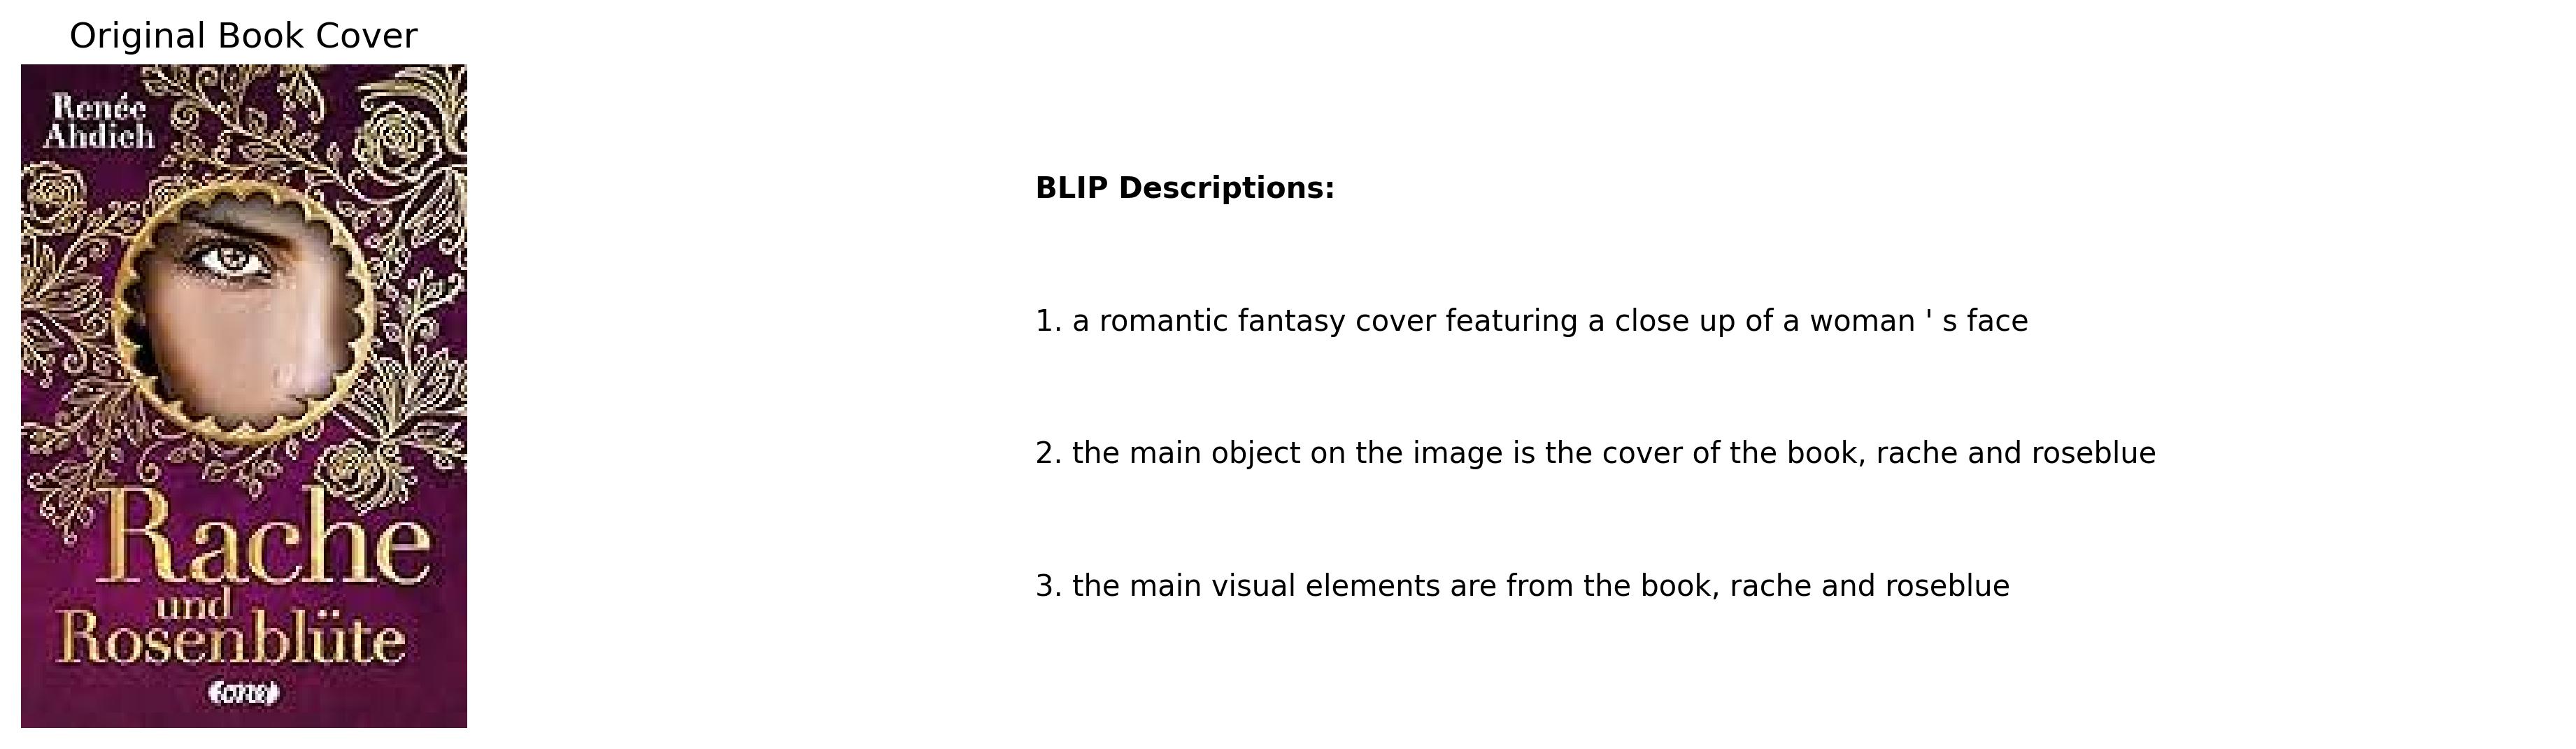 Original Book Cover
Renée
Ahdieh
Rache
und
Rosenblüte
BLIP Descriptions:
1. a romantic fantasy cover featuring a close up of a woman ' s face
2. the main object on the image is the cover of the book, rache and roseblue
3. the main visual elements are from the book, rache and roseblue